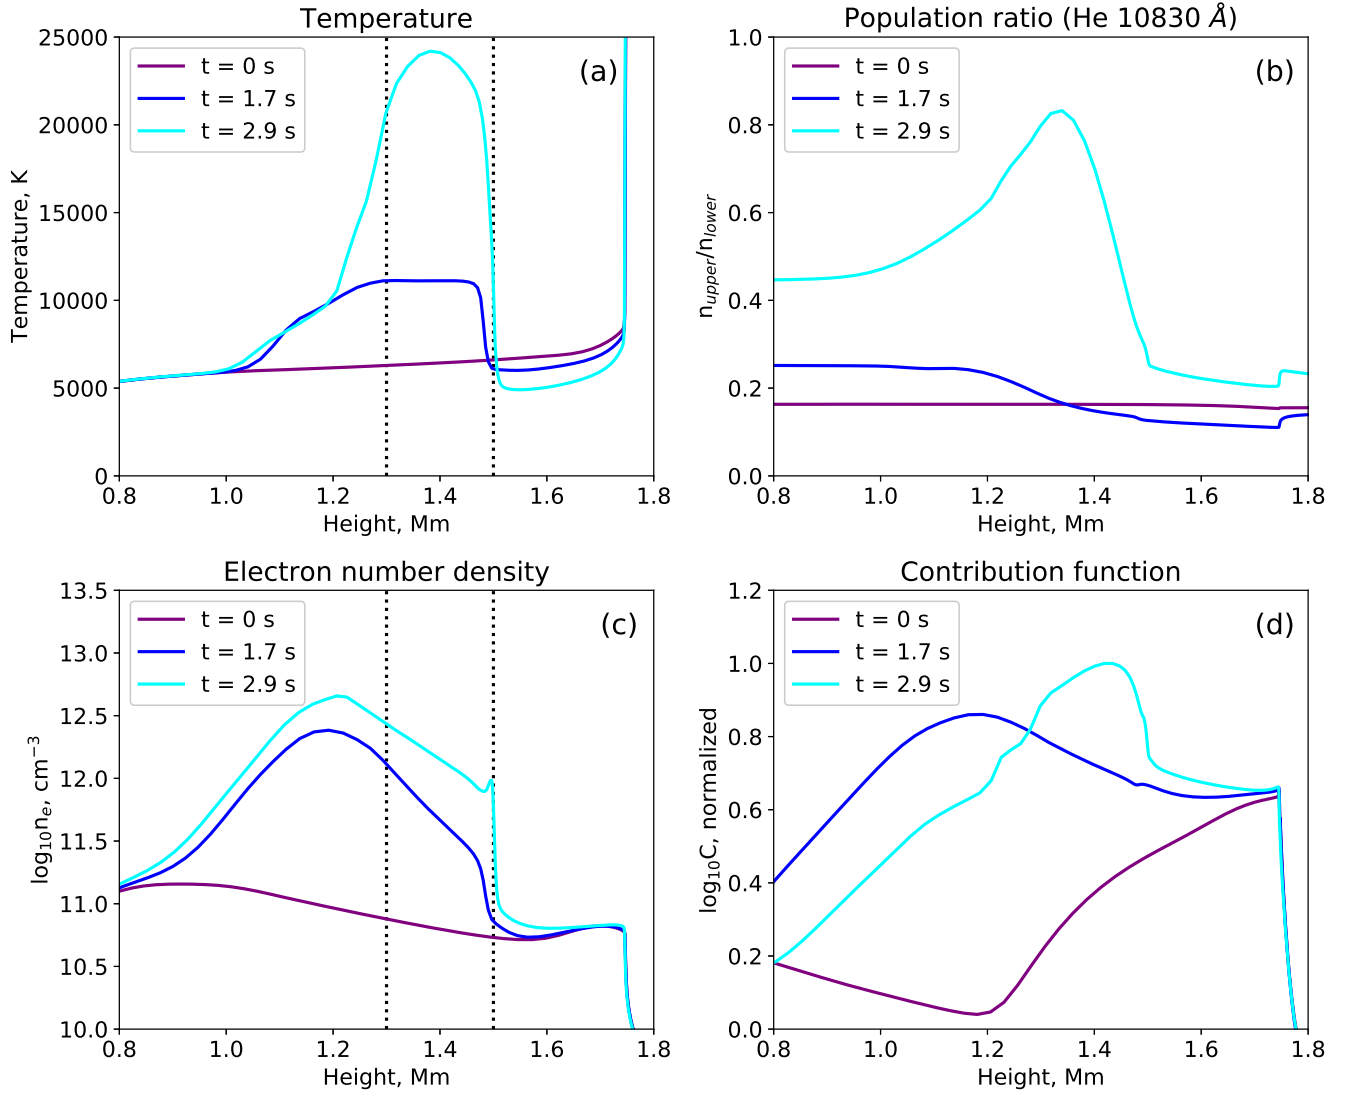 Temperature
25000
20000
15000
10000
5000
0
Temperature, K
t = 0 s
t = 1.7 s
t = 2.9 s
(a)
0.8 1.0 1.2 1.4 1.6 1.8
Height, Mm
Population ratio (He 10830 Å)
1.0
0.8
0.6
0.4
0.2
0.0
n_upper/n_lower
t = 0 s
t = 1.7 s
t = 2.9 s
(b)
0.8 1.0 1.2 1.4 1.6 1.8
Height, Mm
Electron number density
13.5
13.0
12.5
12.0
11.5
11.0
10.5
10.0
log₁₀nₑ, cm⁻³
t = 0 s
t = 1.7 s
t = 2.9 s
(c)
0.8 1.0 1.2 1.4 1.6 1.8
Height, Mm
Contribution function
1.2
1.0
0.8
0.6
0.4
0.2
0.0
log₁₀C, normalized
t = 0 s
t = 1.7 s
t = 2.9 s
(d)
0.8 1.0 1.2 1.4 1.6 1.8
Height, Mm